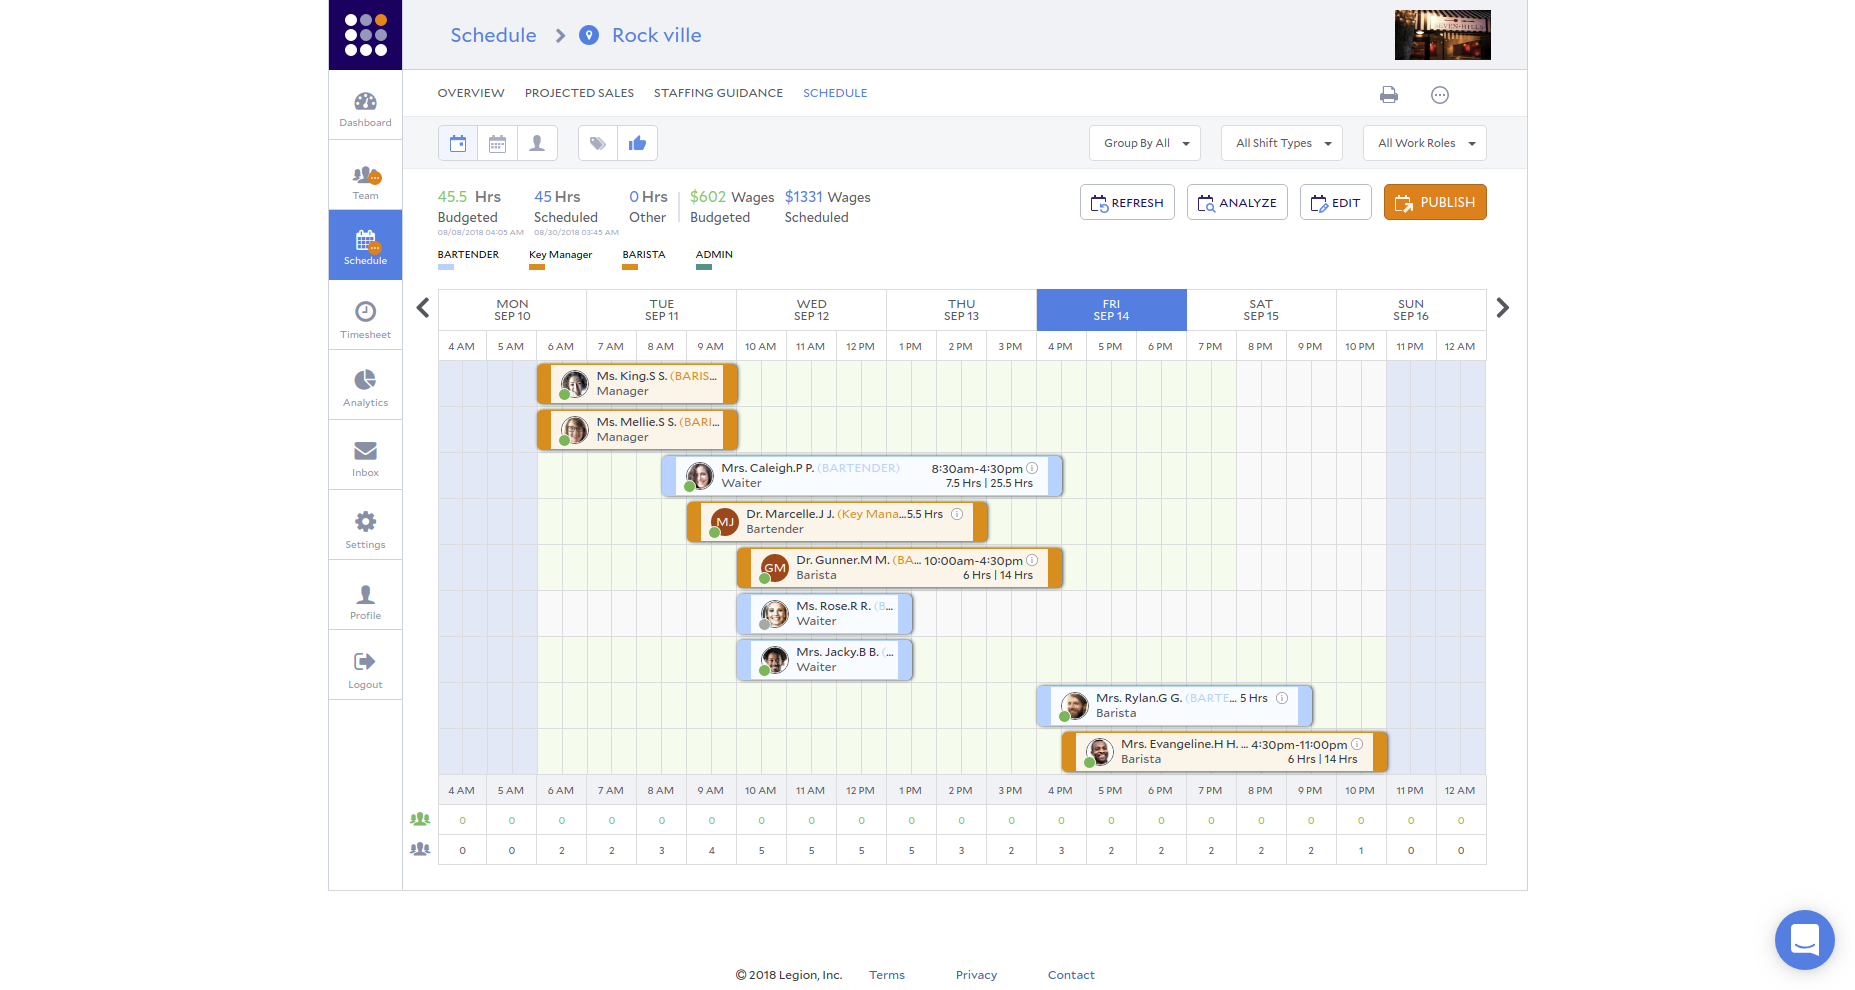 Schedule Rock ville
SEVEN HILLS
OVERVIEW PROJECTED SALES STAFFING GUIDANCE SCHEDULE
Dashboard
Team
Schedule
Timesheet
Analytics
Inbox
Settings
Profile
Logout
Group By All All Shift Types All Work Roles
45.5 Hrs 45 Hrs 0 Hrs $602 Wages $1331 Wages
Budgeted Scheduled Other Budgeted Scheduled
08/08/2018 04:05 AM 08/30/2018 03:45 AM
REFRESH ANALYZE EDIT PUBLISH
BARTENDER Key Manager BARISTA ADMIN
MON TUE WED THU FRI SAT SUN
SEP 10 SEP 11 SEP 12 SEP 13 SEP 14 SEP 15 SEP 16
4 AM 5 AM 6 AM 7 AM 8 AM 9 AM 10 AM 11 AM 12 PM 1 PM 2 PM 3 PM 4 PM 5 PM 6 PM 7 PM 8 PM 9 PM 10 PM 11 PM 12 AM
Ms. King.S S. (BARIS...
Manager
Ms. Mellie.S S. (BARI...
Manager
Mrs. Caleigh.P P. (BARTENDER) 8:30am-4:30pm
Waiter 7.5 Hrs | 25.5 Hrs
MJ Dr. Marcelle.J J. (Key Mana...5.5 Hrs
Bartender
GM Dr. Gunner.M M. (BA... 10:00am-4:30pm
Barista 6 Hrs | 14 Hrs
Ms. Rose.R R. (B...
Waiter
Mrs. Jacky.B B. (...
Waiter
Mrs. Rylan.G G. (BARTE... 5 Hrs
Barista
Mrs. Evangeline.H H. ... 4:30pm-11:00pm
Barista 6 Hrs | 14 Hrs
4 AM 5 AM 6 AM 7 AM 8 AM 9 AM 10 AM 11 AM 12 PM 1 PM 2 PM 3 PM 4 PM 5 PM 6 PM 7 PM 8 PM 9 PM 10 PM 11 PM 12 AM
0 0 0 0 0 0 0 0 0 0 0 0 0 0 0 0 0 0 0 0 0
0 0 2 2 3 4 5 5 5 5 3 2 3 2 2 2 2 2 1 0 0
© 2018 Legion, Inc. Terms Privacy Contact